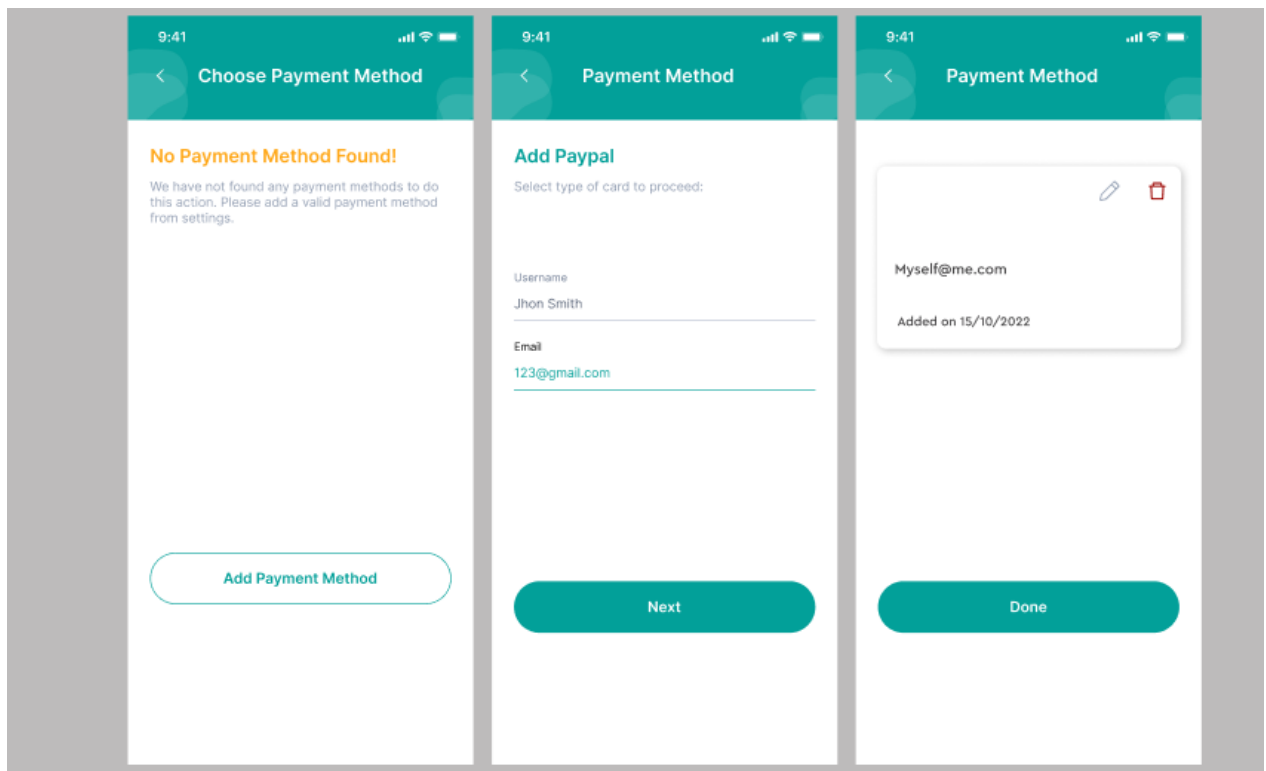 9:41
Choose Payment Method
No Payment Method Found!
We have not found any payment methods to do
this action. Please add a valid payment method
from settings.
Add Payment Method
9:41
Payment Method
Add Paypal
Select type of card to proceed:
Username
Jhon Smith
Email
123@gmail.com
Next
9:41
Payment Method
Myself@me.com
Added on 15/10/2022
Done